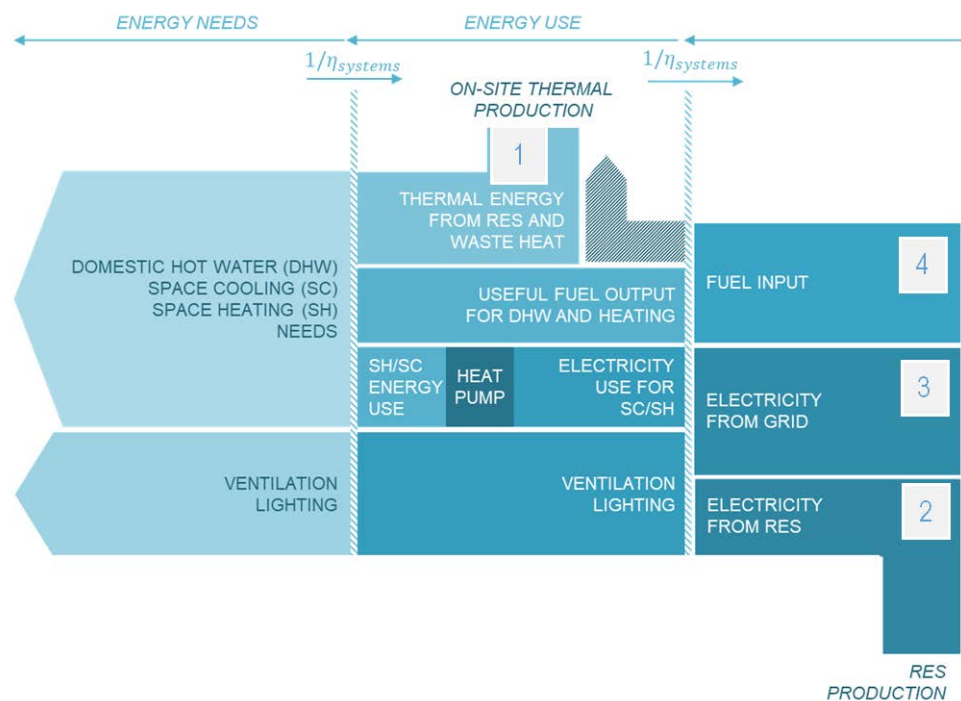 ENERGY NEEDS
ENERGY USE
1/η_systems
1/η_systems
ON-SITE THERMAL
PRODUCTION
1
THERMAL ENERGY
FROM RES AND
WASTE HEAT
DOMESTIC HOT WATER (DHW)
SPACE COOLING (SC)
SPACE HEATING (SH)
NEEDS
USEFUL FUEL OUTPUT
FOR DHW AND HEATING
FUEL INPUT
4
SH/SC
ENERGY
USE
HEAT
PUMP
ELECTRICITY
USE FOR
SC/SH
ELECTRICITY
FROM GRID
3
VENTILATION
LIGHTING
VENTILATION
LIGHTING
ELECTRICITY
FROM RES
2
RES
PRODUCTION